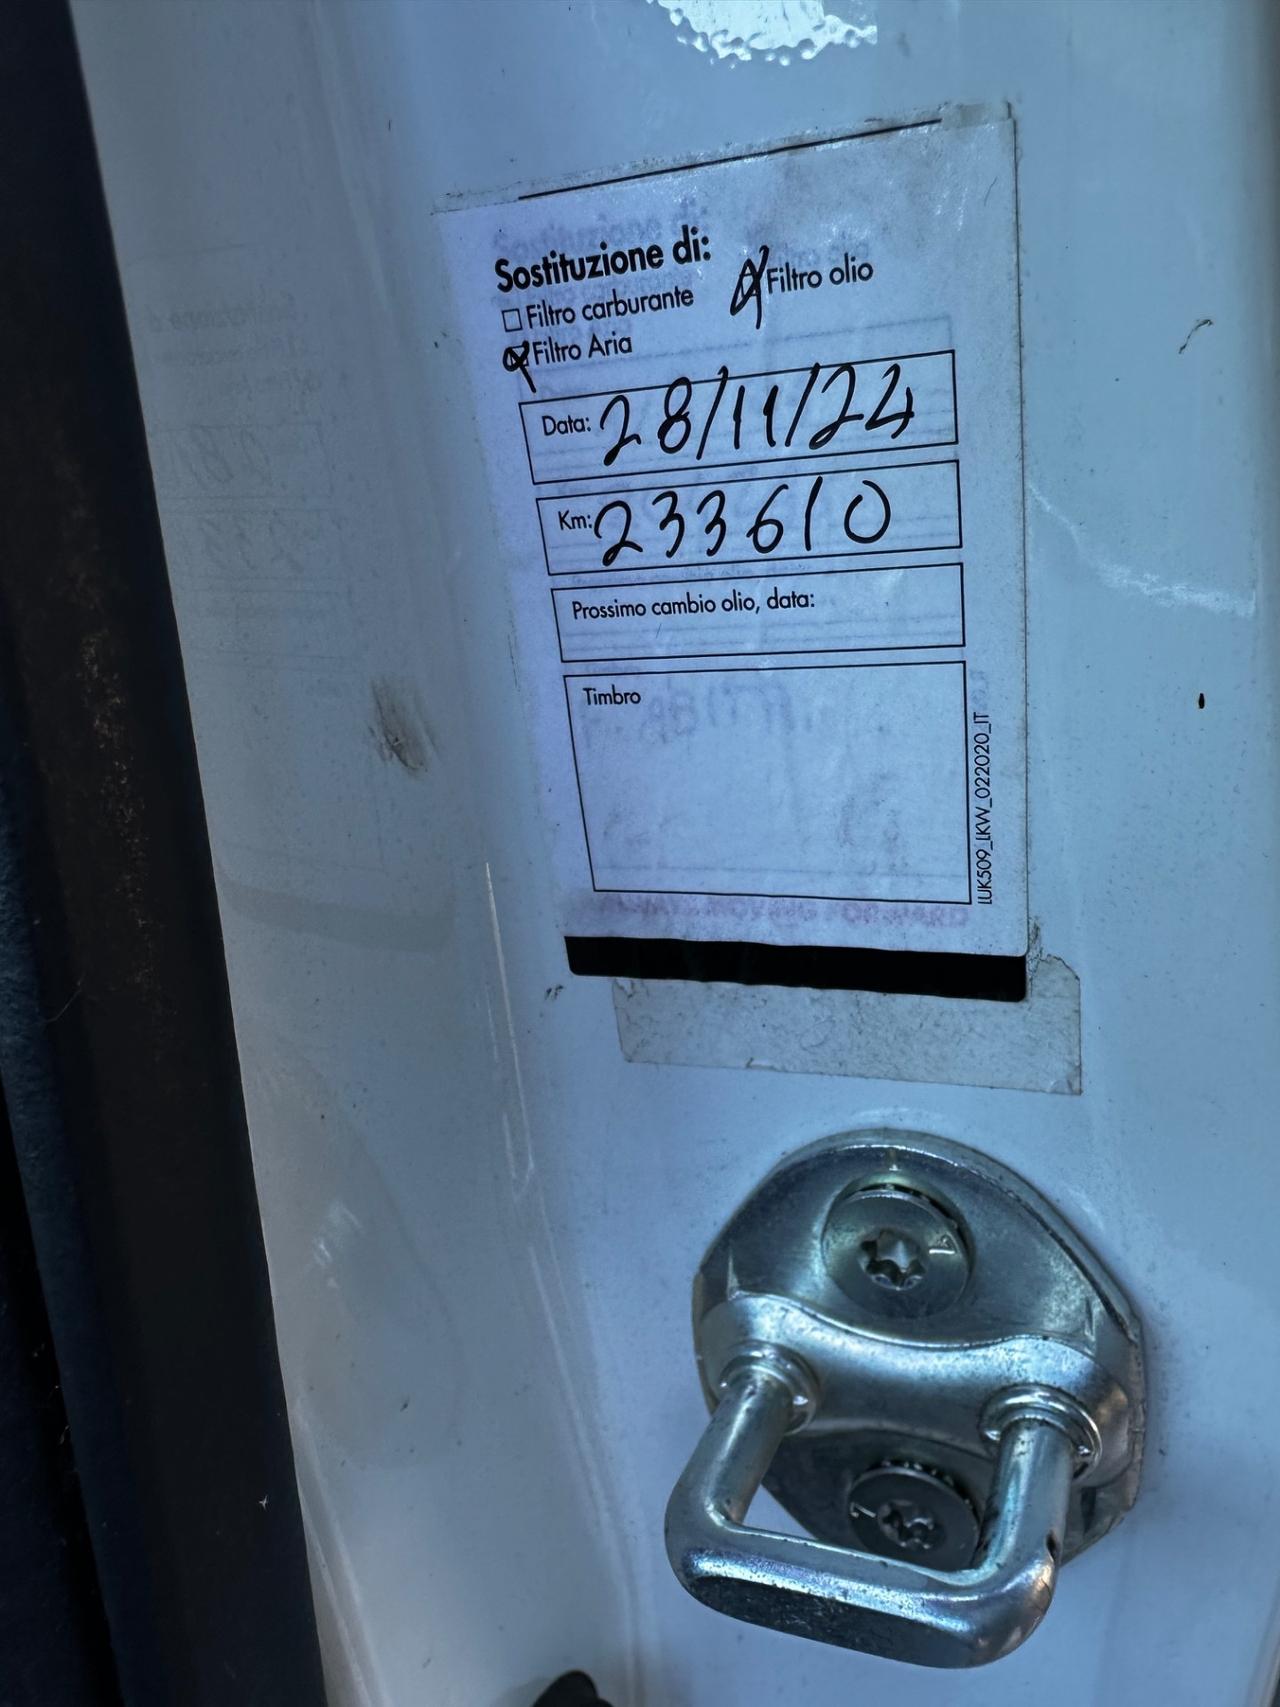 Sostituzione di:
Filtro carburante
Filtro olio
Filtro Aria
Data: 28/11/24
Km: 233610
Prossimo cambio olio, data:
Timbro
LUK509_LKW_022020_IT